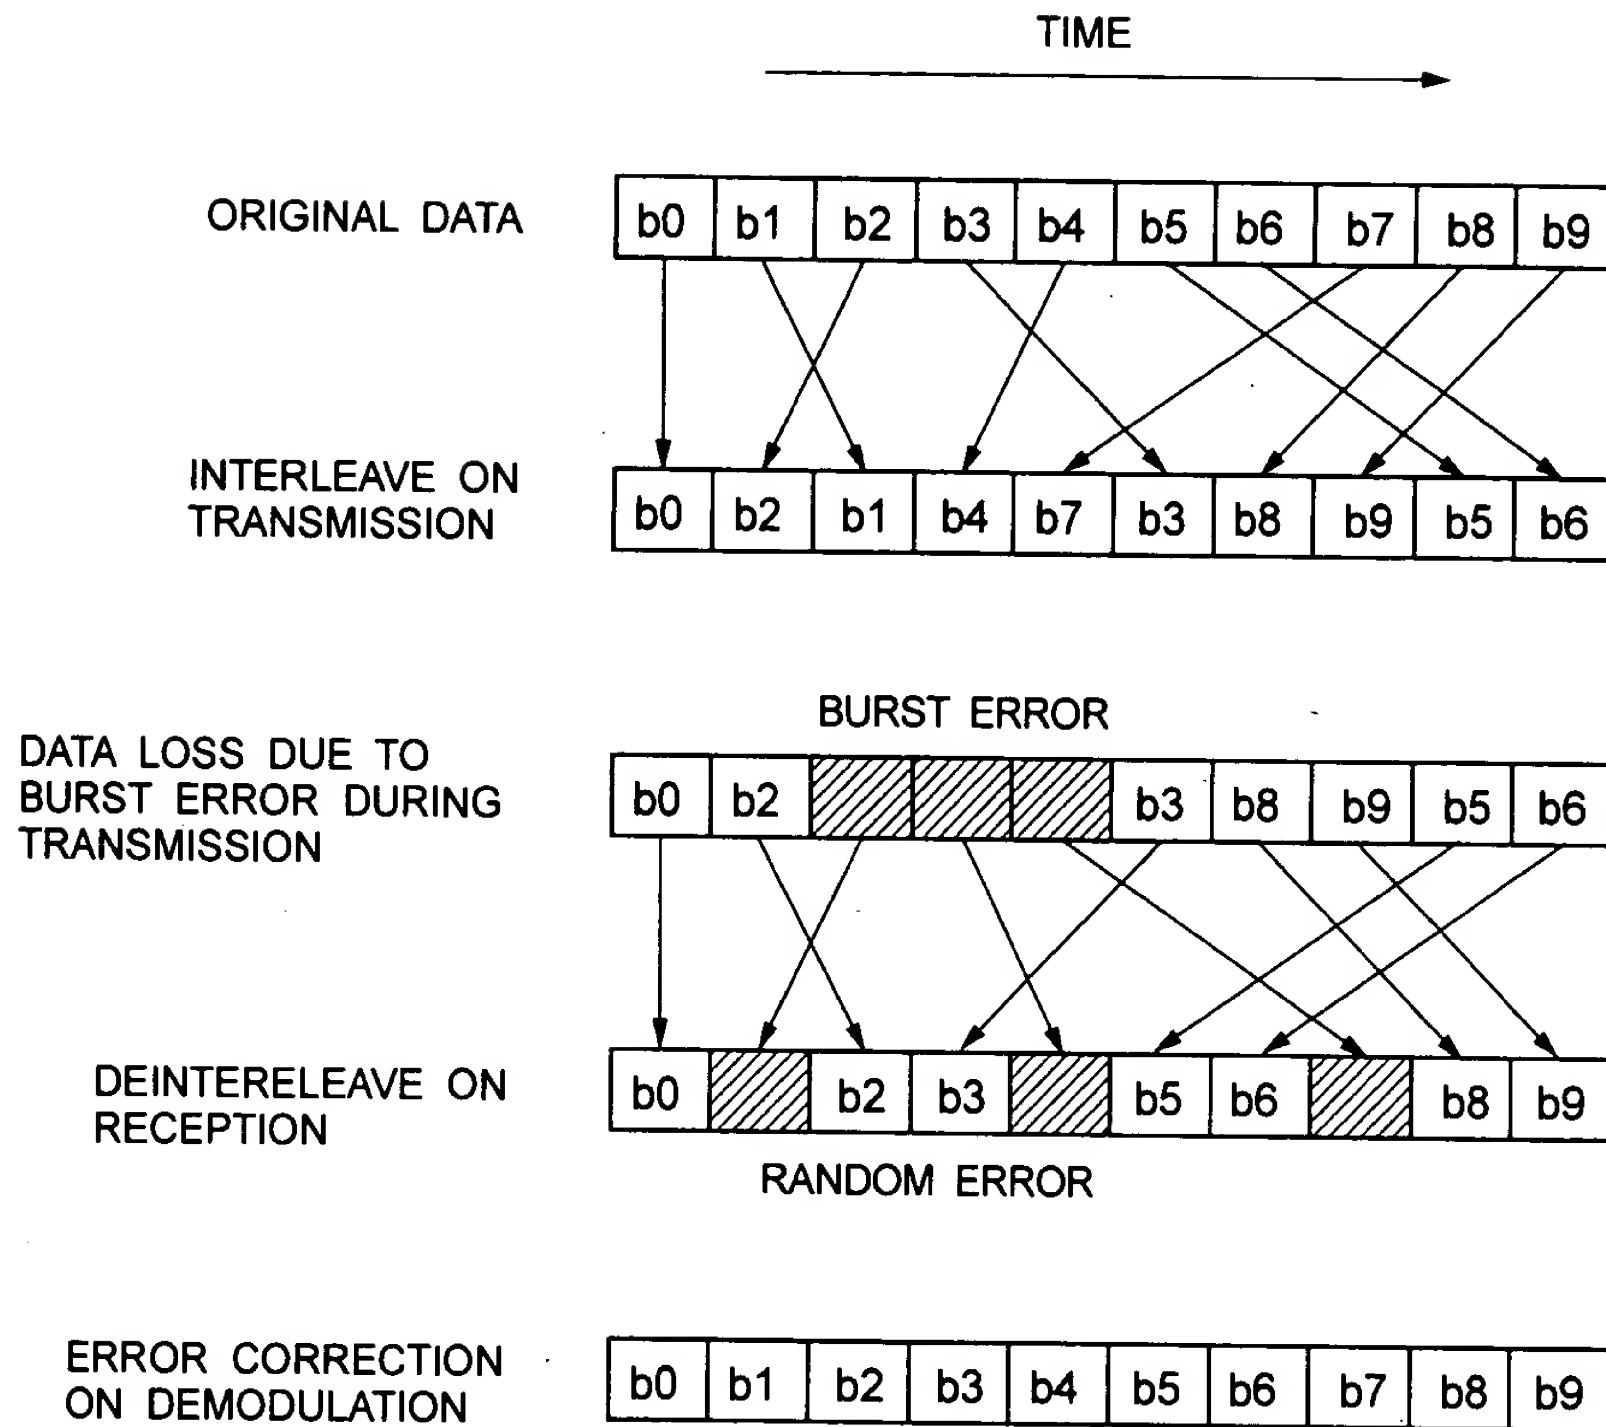 TIME
ORIGINAL DATA
b0 b1 b2 b3 b4 b5 b6 b7 b8 b9
INTERLEAVE ON
TRANSMISSION
b0 b2 b1 b4 b7 b3 b8 b9 b5 b6
BURST ERROR
DATA LOSS DUE TO
BURST ERROR DURING
TRANSMISSION
b0 b2 b3 b8 b9 b5 b6
DEINTERELEAVE ON
RECEPTION
b0 b2 b3 b5 b6 b8 b9
RANDOM ERROR
ERROR CORRECTION
ON DEMODULATION
b0 b1 b2 b3 b4 b5 b6 b7 b8 b9